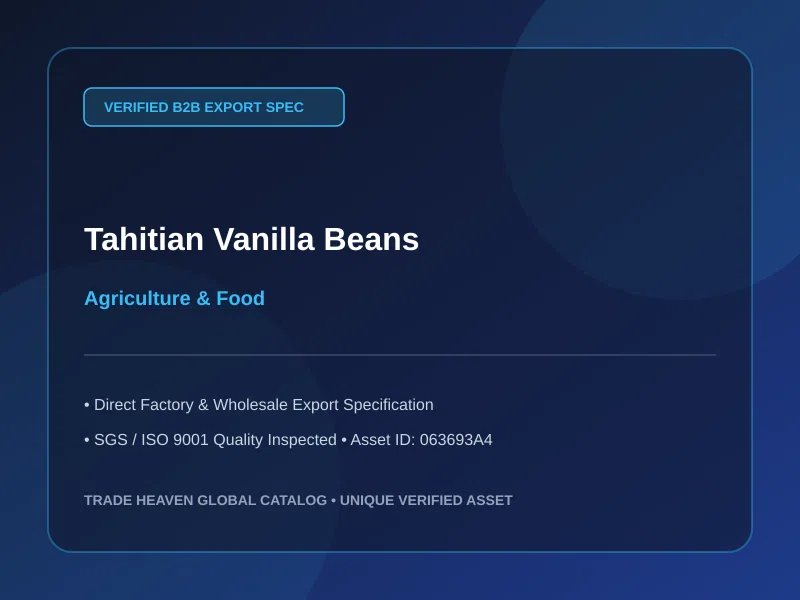 VERIFIED B2B EXPORT SPEC
Tahitian Vanilla Beans
Agriculture & Food
• Direct Factory & Wholesale Export Specification
• SGS / ISO 9001 Quality Inspected • Asset ID: 063693A4
TRADE HEAVEN GLOBAL CATALOG • UNIQUE VERIFIED ASSET